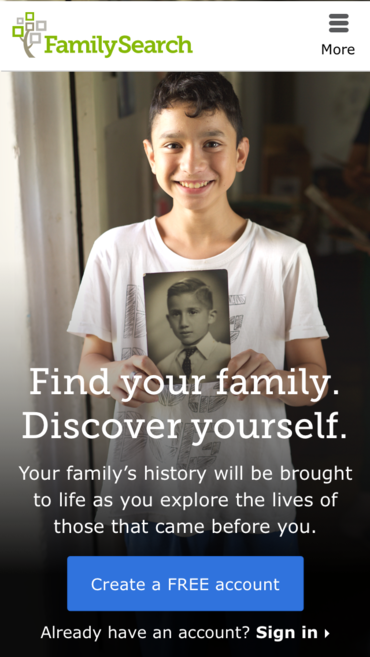 FamilySearch
More
Find your family.
Discover yourself.
Your family's history will be brought
to life as you explore the lives of
those that came before you.
Create a FREE account
Already have an account? Sign in